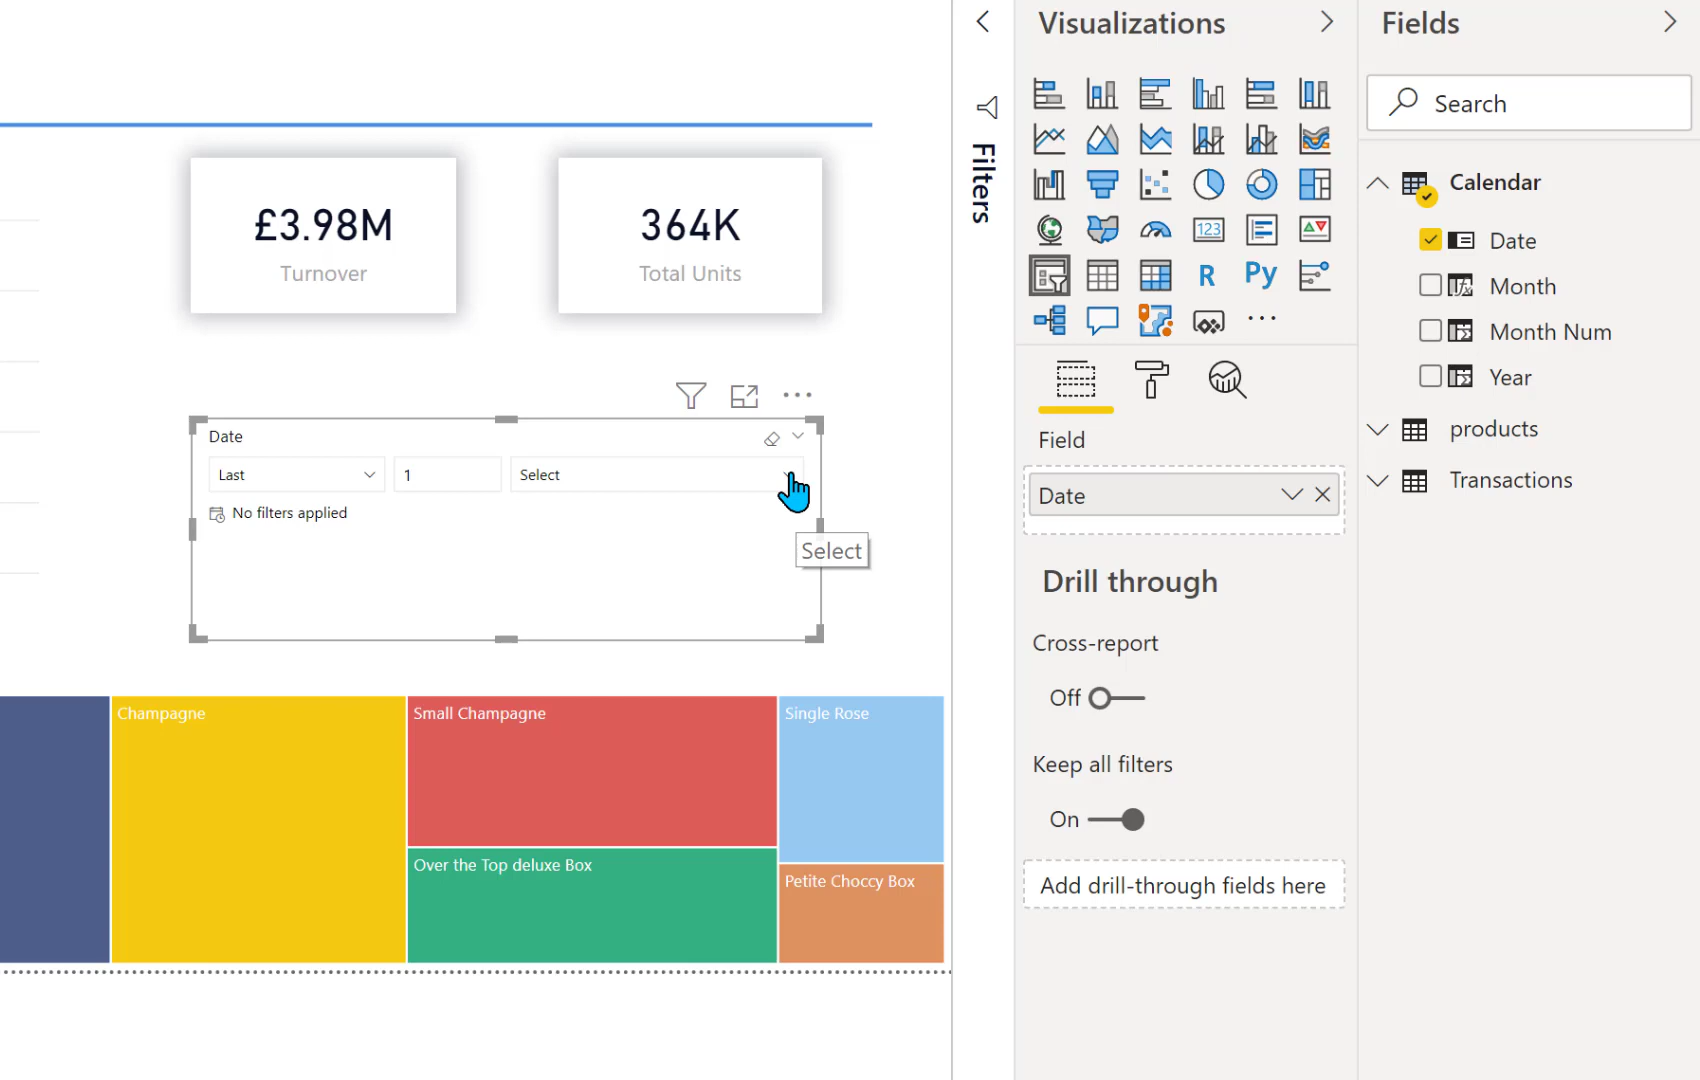 £3.98M
Turnover
364K
Total Units
Date
Last
1
Select
No filters applied
Select
Champagne
Small Champagne
Single Rose
Over the Top deluxe Box
Petite Choccy Box
Filters
Visualizations
123
R
Py
Field
Date
Drill through
Cross-report
Off
Keep all filters
On
Add drill-through fields here
Fields
Search
Calendar
Date
Month
Month Num
Year
products
Transactions